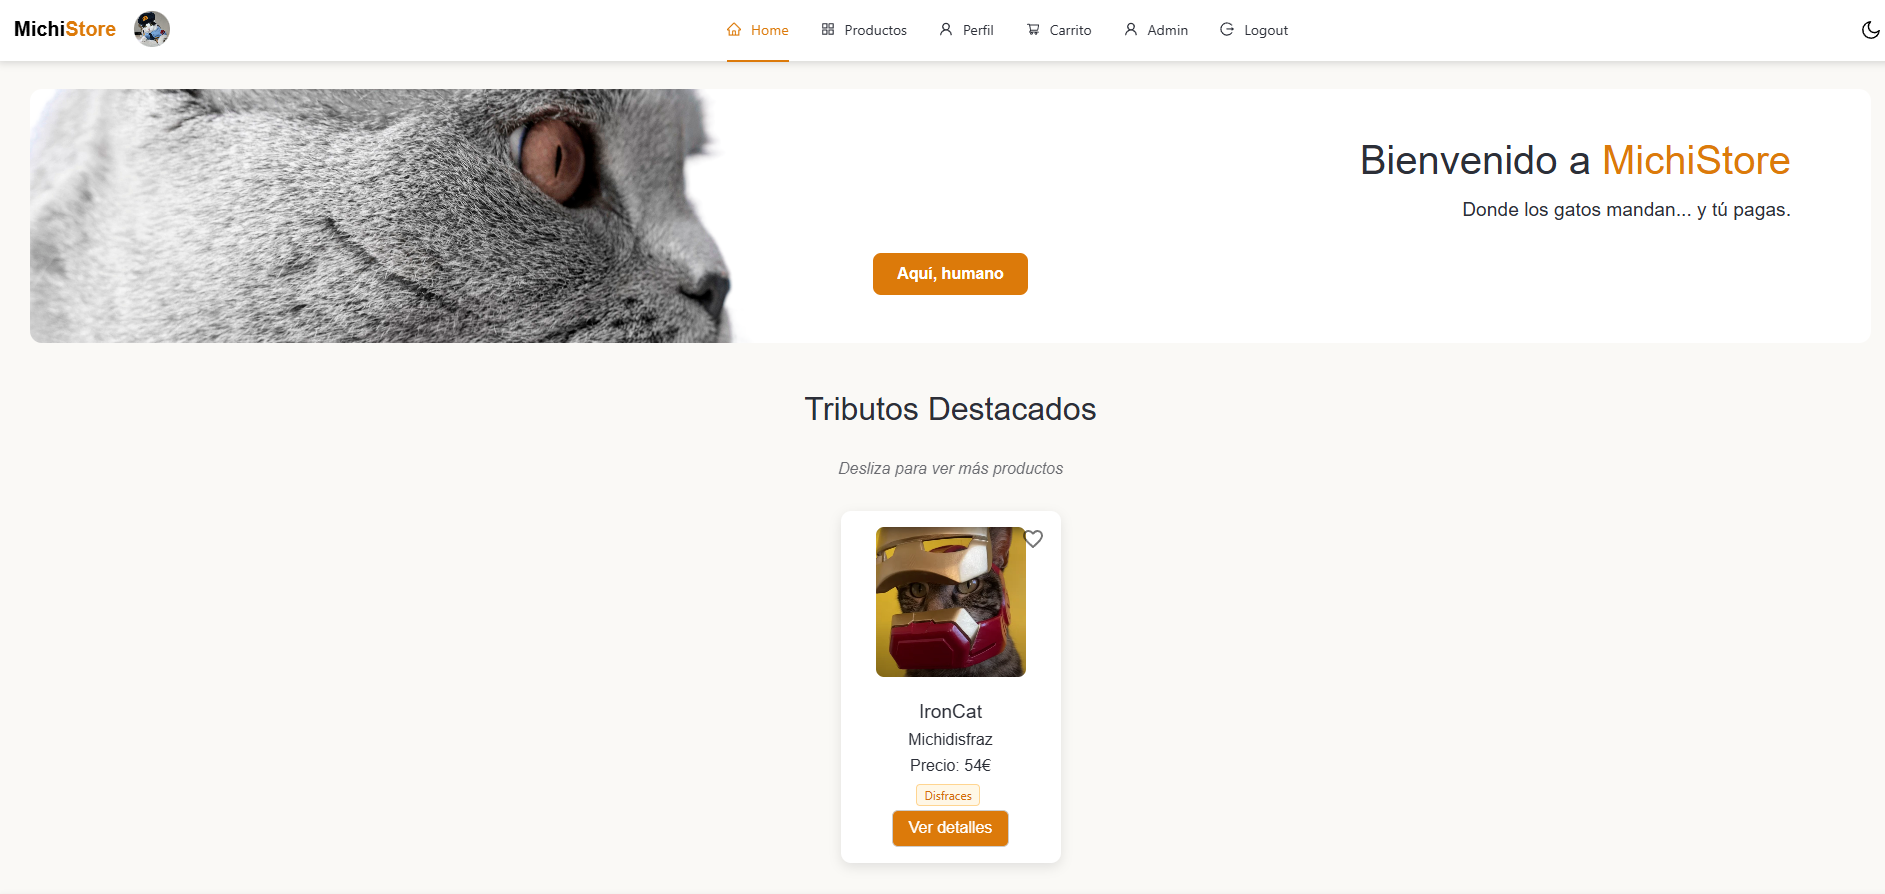 MichiStore
Home
Productos
Perfil
Carrito
Admin
Logout
Bienvenido a MichiStore
Donde los gatos mandan... y tú pagas.
Aquí, humano
Tributos Destacados
Desliza para ver más productos
IronCat
Michidisfraz
Precio: 54€
Disfraces
Ver detalles